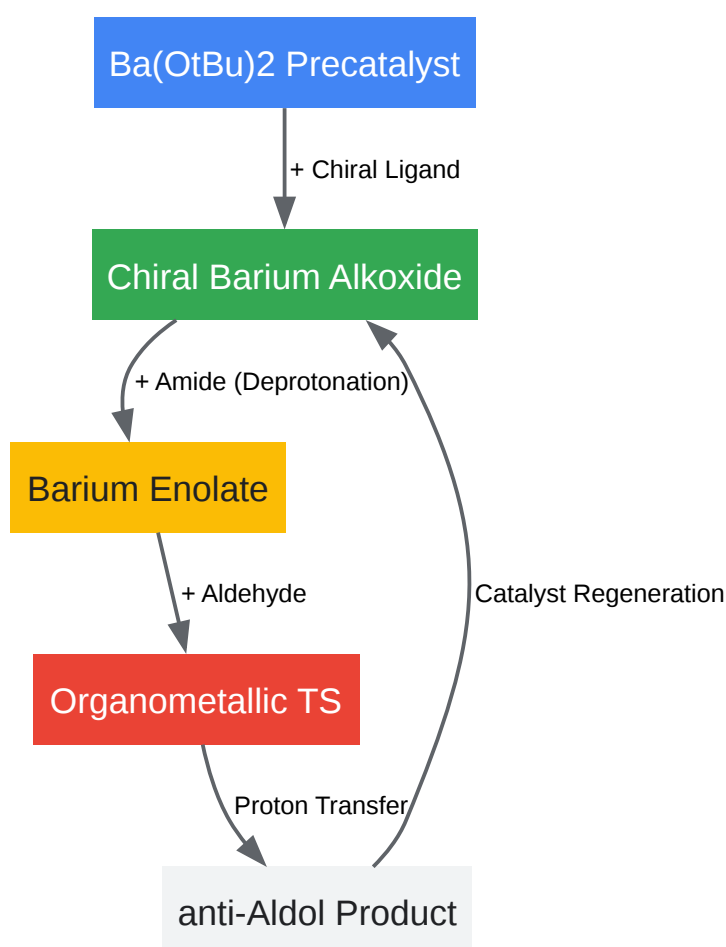 Ba(OtBu)2 Precatalyst
+ Chiral Ligand
Chiral Barium Alkoxide
+ Amide (Deprotonation)
Barium Enolate
+ Aldehyde
Catalyst Regeneration
Organometallic TS
Proton Transfer
anti-Aldol Product